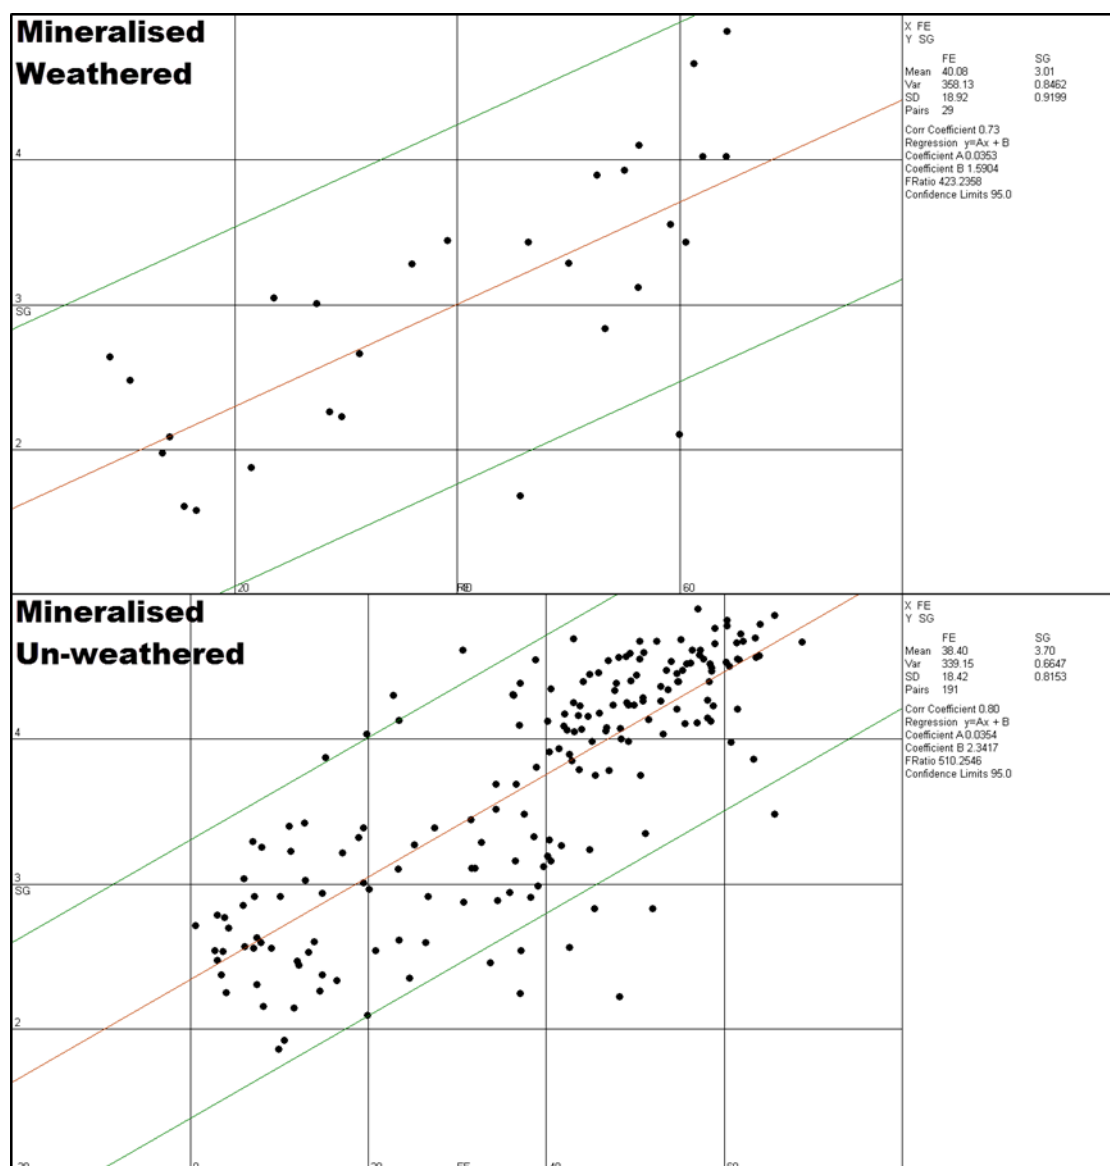 Mineralised
Weathered
X FE
Y SG
FE SG
Mean 40.08 3.01
Var 358.13 0.8462
SD 18.92 0.9199
Pairs 29
Corr Coefficient 0.73
Regression y=Ax + B
Coefficient A 0.0353
Coefficient B 1.5904
FRatio 423.2358
Confidence Limits 95.0
4
3
SG
2
20 60
Mineralised
Un-weathered
X FE
Y SG
FE SG
Mean 38.40 3.70
Var 339.15 0.6647
SD 18.42 0.8153
Pairs 191
Corr Coefficient 0.80
Regression y=Ax + B
Coefficient A 0.0354
Coefficient B 2.3417
FRatio 510.2546
Confidence Limits 95.0
4
3
SG
2